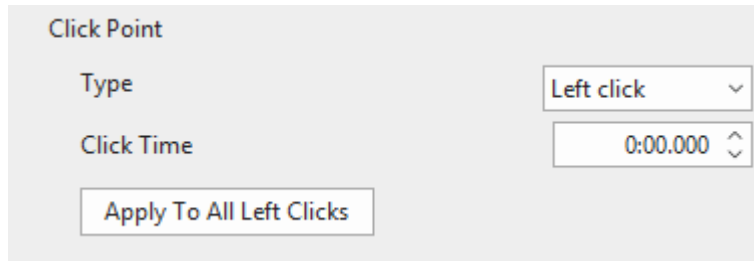 Click Point
Type Left click
Click Time 0:00.000
Apply To All Left Clicks